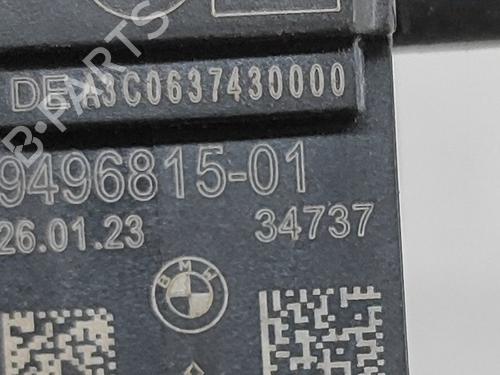 DE A3C0637430000
9496815-01
26.01.23 34737
BMW
B-PARTS